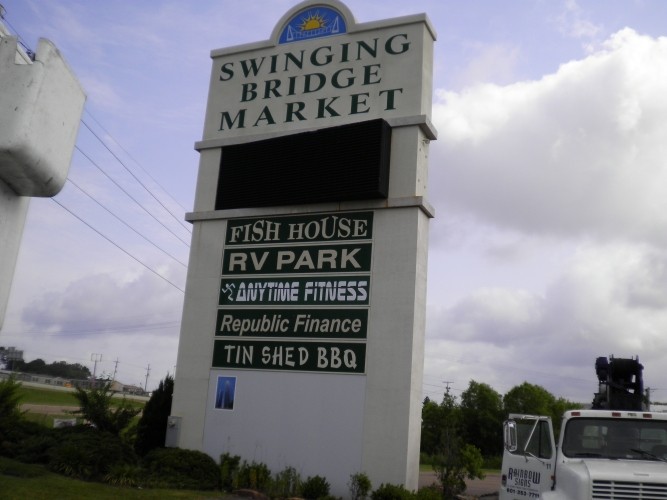 SWINGING
BRIDGE
MARKET
FISH HOUSE
RV PARK
ANYTIME FITNESS
Republic Finance
TIN SHED BBQ
RAINBOW
SIGNS